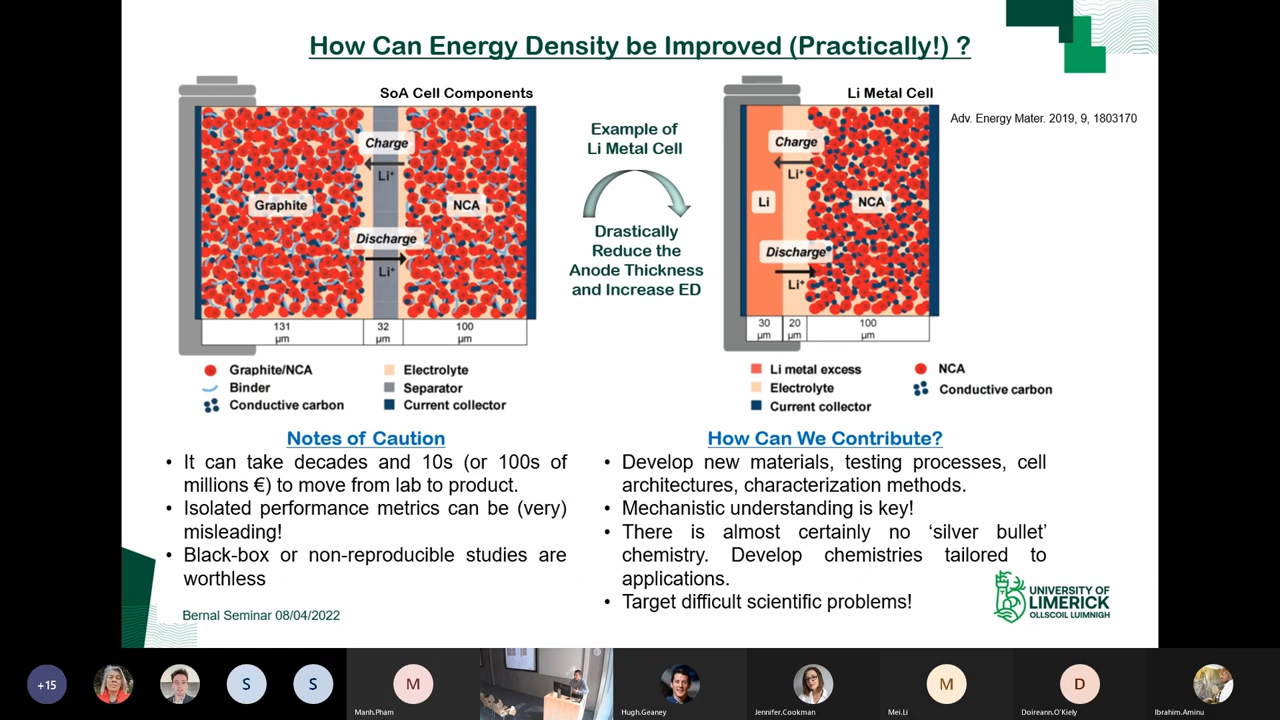 How Can Energy Density be Improved (Practically!) ?
SoA Cell Components
Charge
Li⁺
Graphite
NCA
Discharge
Li⁺
131
µm
32
µm
100
µm
Graphite/NCA
Binder
Conductive carbon
Electrolyte
Separator
Current collector
Example of
Li Metal Cell
Drastically
Reduce the
Anode Thickness
and Increase ED
Li Metal Cell
Adv. Energy Mater. 2019, 9, 1803170
Charge
Li⁺
Li
NCA
Discharge
Li⁺
30
µm
20
µm
100
µm
Li metal excess
Electrolyte
Current collector
NCA
Conductive carbon
Notes of Caution
• It can take decades and 10s (or 100s of
millions €) to move from lab to product.
• Isolated performance metrics can be (very)
misleading!
• Black-box or non-reproducible studies are
worthless
How Can We Contribute?
• Develop new materials, testing processes, cell
architectures, characterization methods.
• Mechanistic understanding is key!
• There is almost certainly no ‘silver bullet’
chemistry. Develop chemistries tailored to
applications.
• Target difficult scientific problems!
Bernal Seminar 08/04/2022
UNIVERSITY OF
LIMERICK
OLLSCOIL LUIMNIGH
+15
S
S
M
Manh.Pham
Hugh.Geaney
Jennifer.Cookman
M
Mei.Li
D
Doireann.O'Kiely
Ibrahim.Aminu